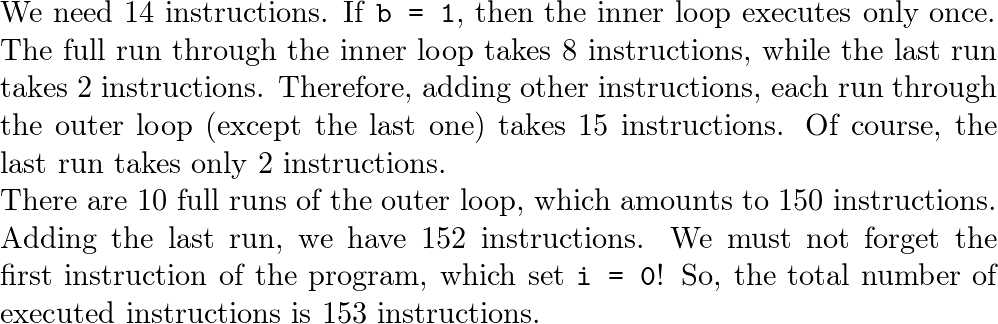 We need 14 instructions. If b = 1, then the inner loop executes only once.
The full run through the inner loop takes 8 instructions, while the last run
takes 2 instructions. Therefore, adding other instructions, each run through
the outer loop (except the last one) takes 15 instructions. Of course, the
last run takes only 2 instructions.
There are 10 full runs of the outer loop, which amounts to 150 instructions.
Adding the last run, we have 152 instructions. We must not forget the
first instruction of the program, which set i = 0! So, the total number of
executed instructions is 153 instructions.